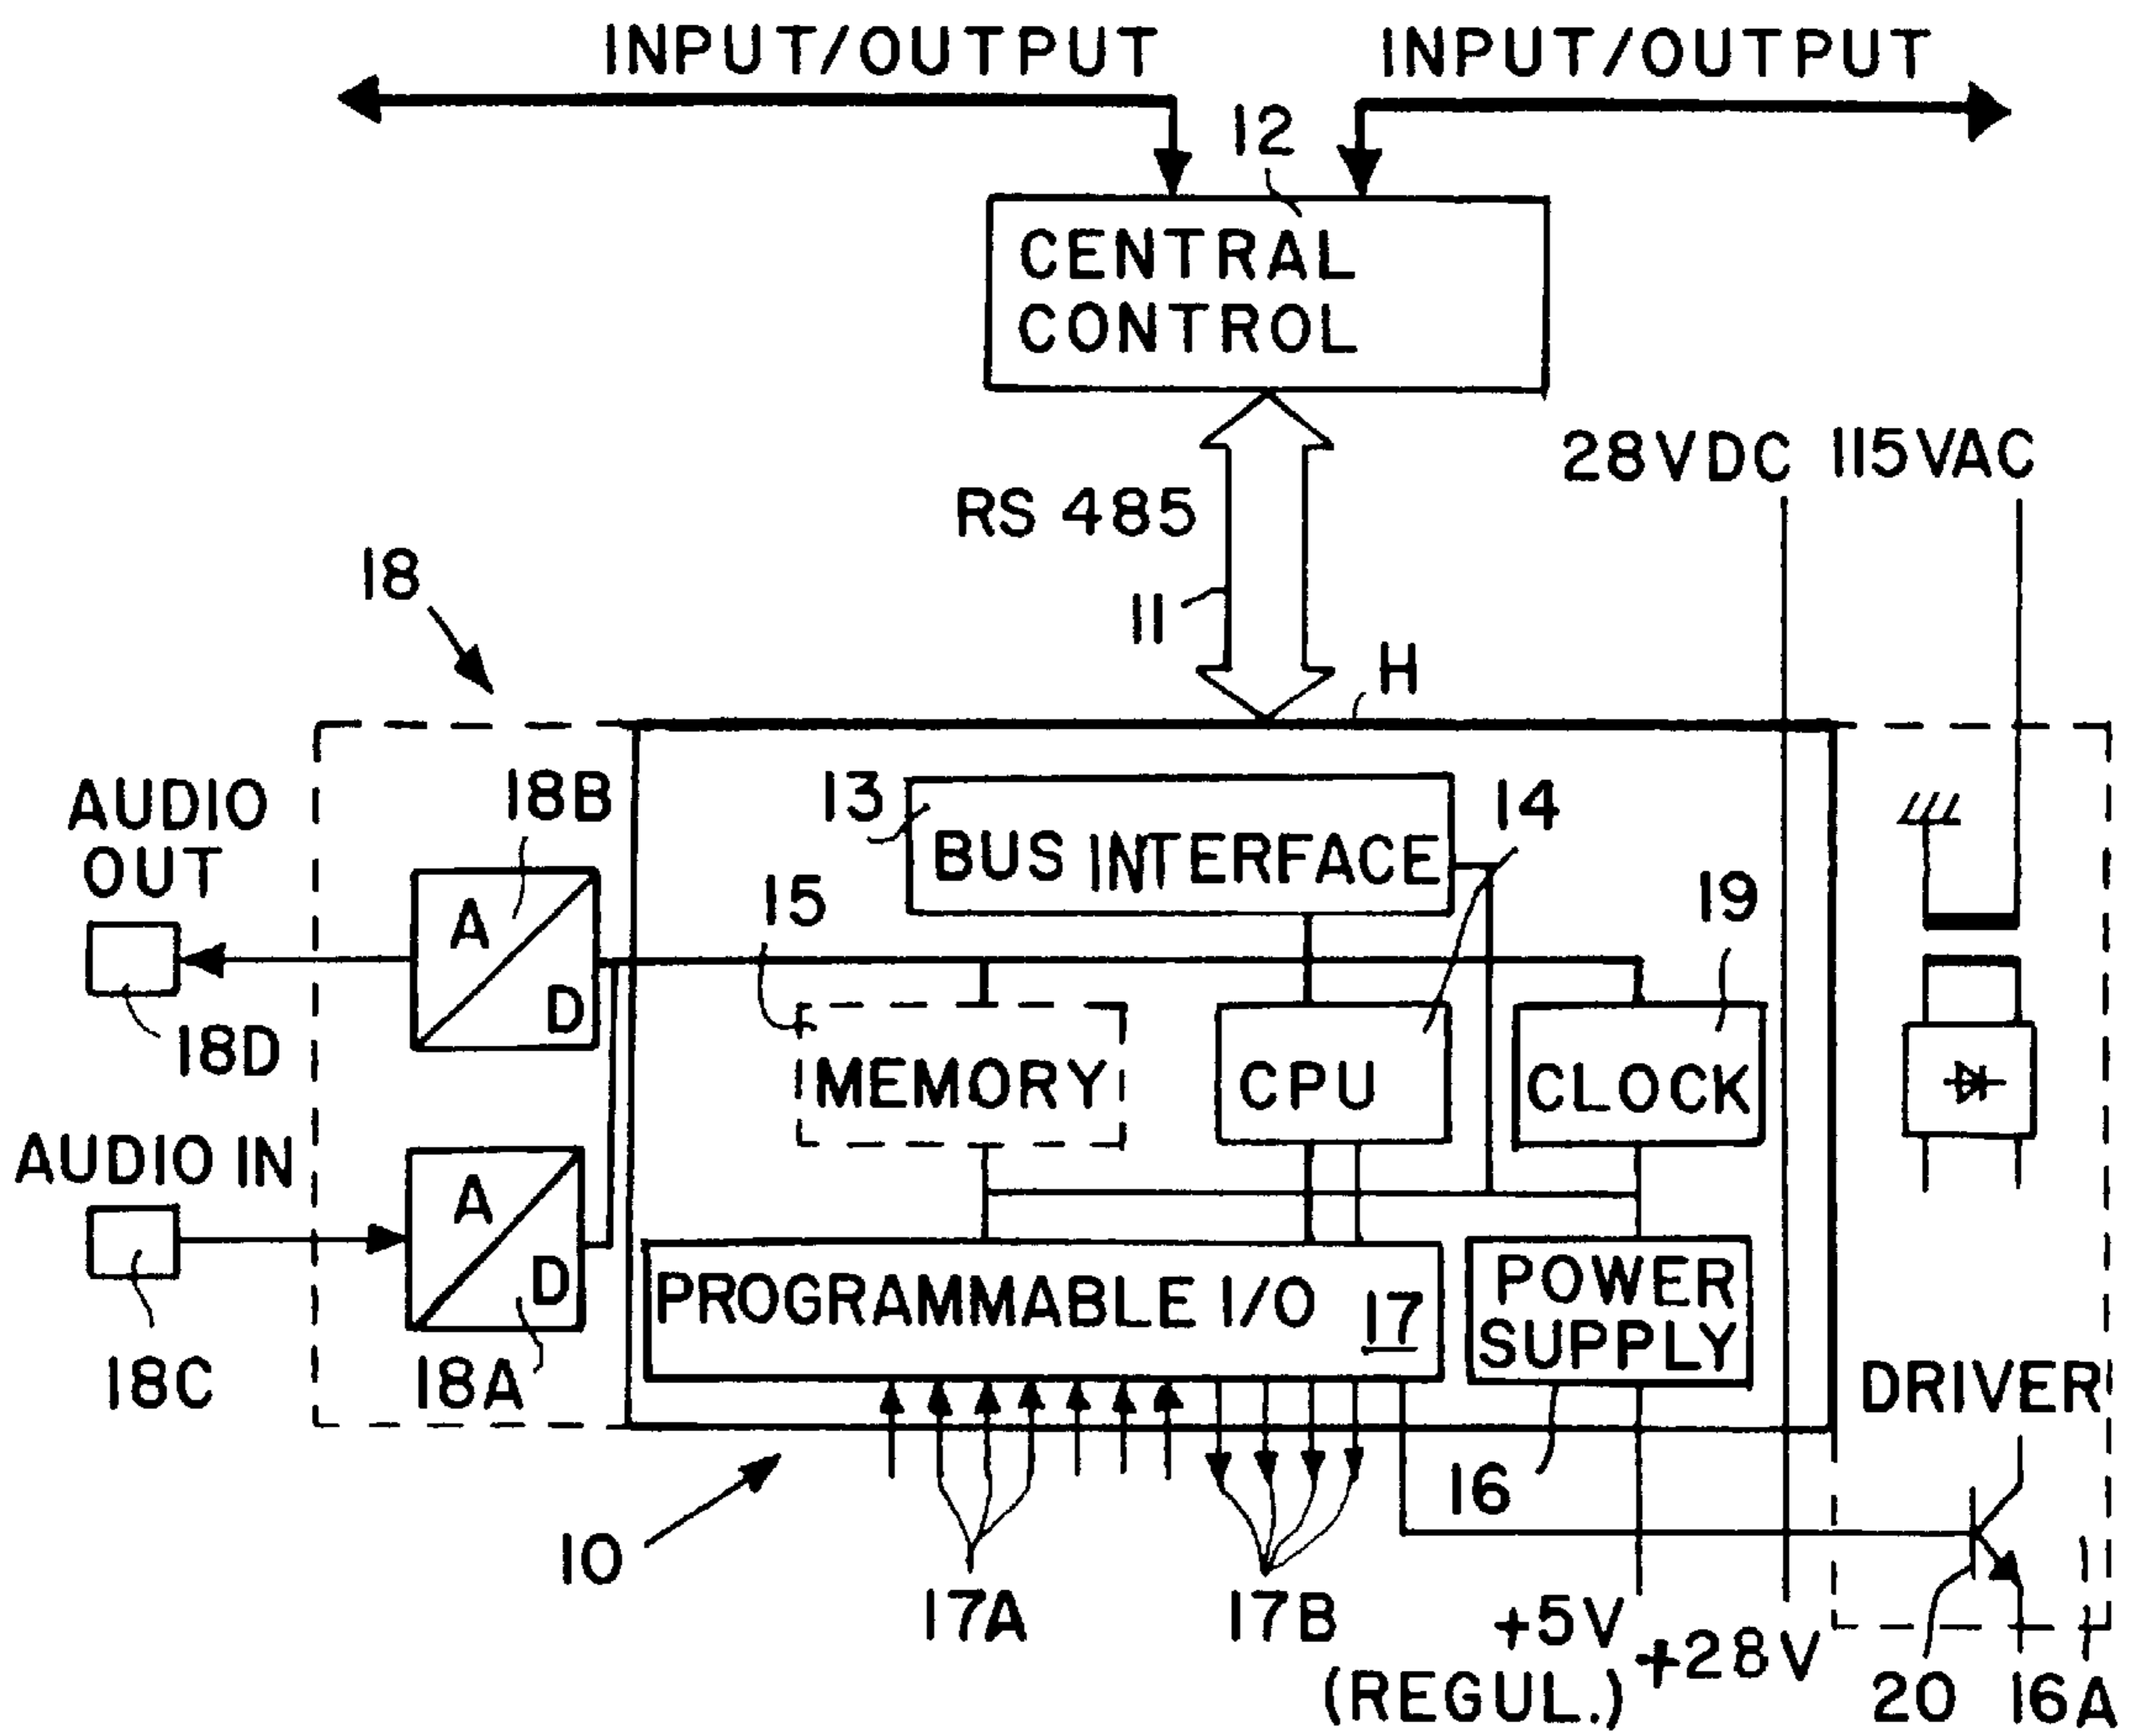 INPUT/OUTPUT INPUT/OUTPUT
12
CENTRAL
CONTROL
28VDC 115VAC
RS 485
18
11
H
AUDIO
OUT
18B
13
BUS INTERFACE
14
15
19
A
D
18D
MEMORY
CPU
CLOCK
AUDIO IN
A
D
PROGRAMMABLE I/O 17
POWER
SUPPLY
18C
18A
DRIVER
16
10
17A
17B
+5V
(REGUL.)
+28V
20
16A